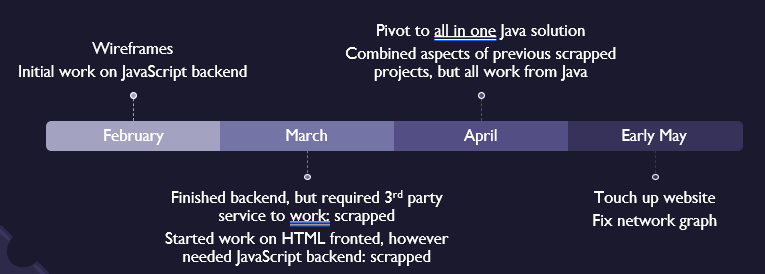 Wireframes
Initial work on JavaScript backend
Pivot to all in one Java solution
Combined aspects of previous scrapped
projects, but all work from Java
February
March
April
Early May
Finished backend, but required 3rd party
service to work: scrapped
Started work on HTML fronted, however
needed JavaScript backend: scrapped
Touch up website
Fix network graph